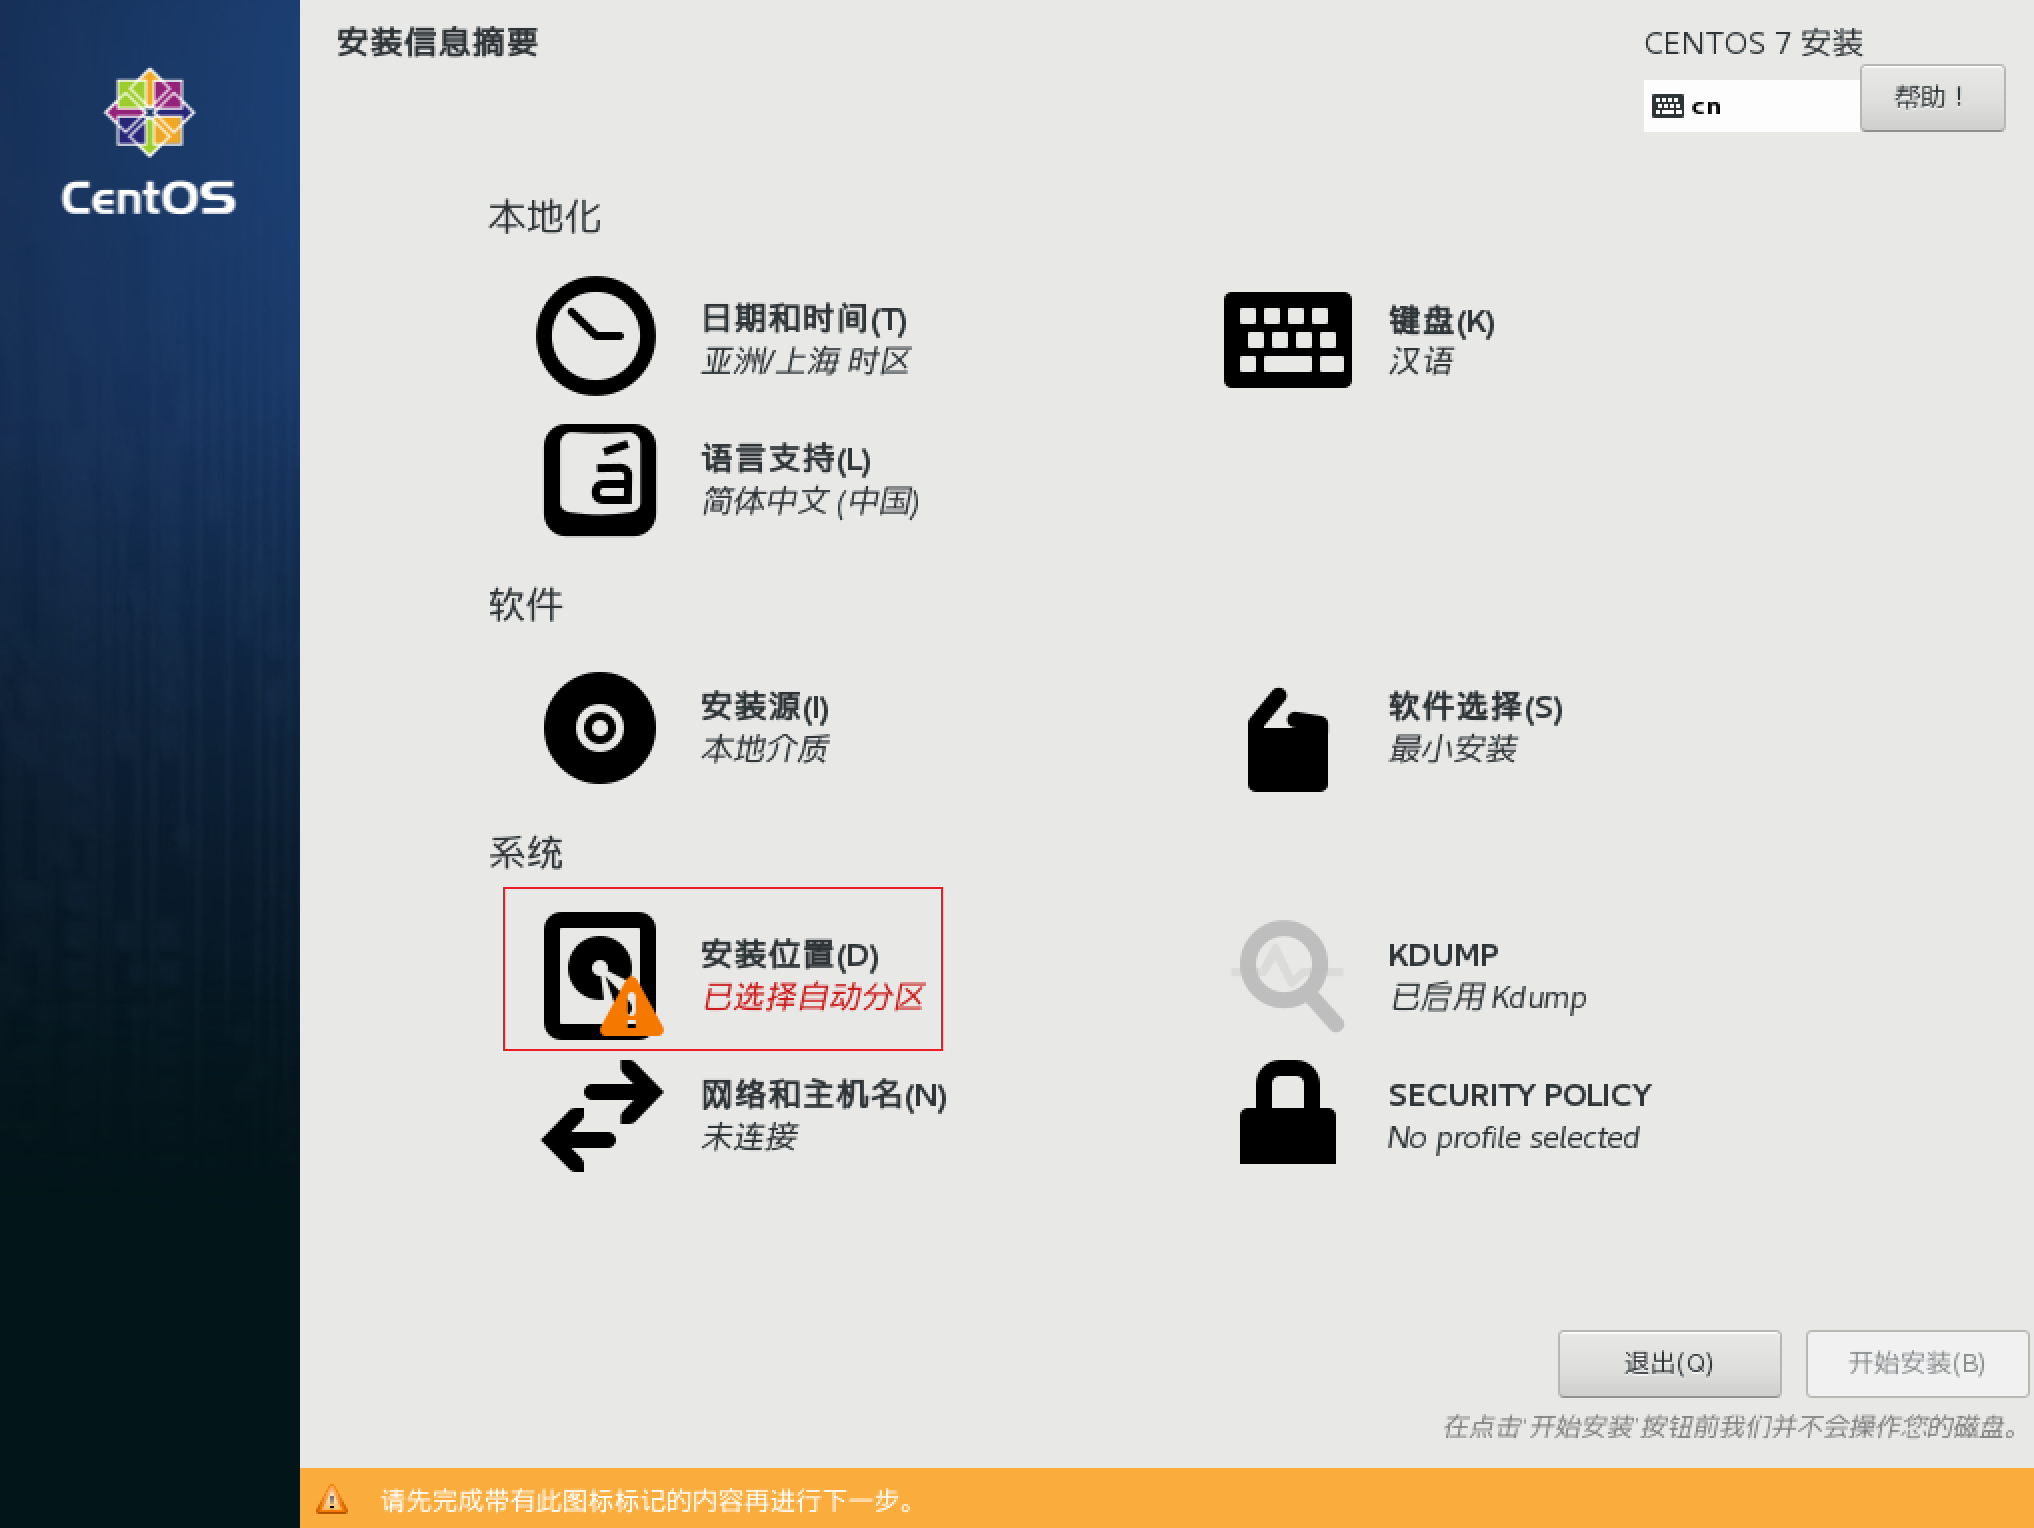 安装信息摘要
CENTOS 7 安装
cn
帮助！
CentOS
本地化
日期和时间(T)
亚洲/上海 时区
键盘(K)
汉语
á
语言支持(L)
简体中文 (中国)
软件
安装源(I)
本地介质
软件选择(S)
最小安装
系统
安装位置(D)
已选择自动分区
KDUMP
已启用 Kdump
网络和主机名(N)
未连接
SECURITY POLICY
No profile selected
退出(Q)
开始安装(B)
在点击'开始安装'按钮前我们并不会操作您的磁盘。
请先完成带有此图标标记的内容再进行下一步。